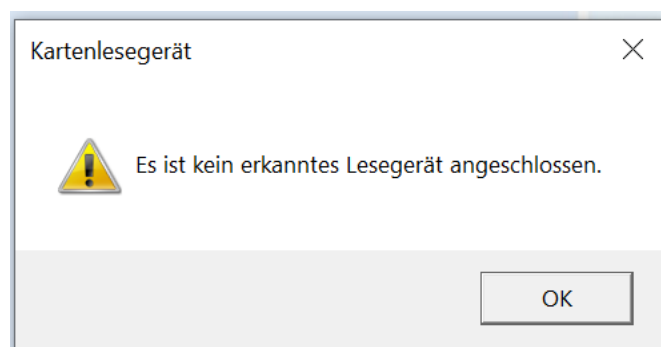 Kartenlesegerät
Es ist kein erkanntes Lesegerät angeschlossen.
OK